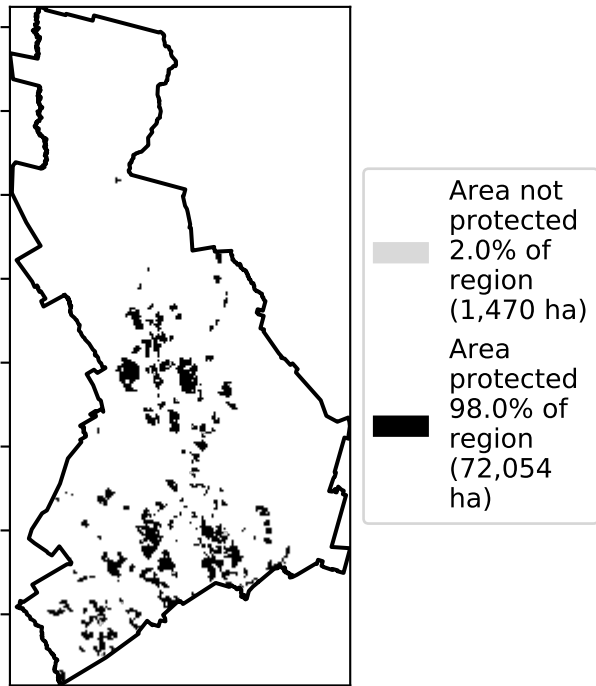 Area not
protected
2.0% of
region
(1,470 ha)
Area
protected
98.0% of
region
(72,054
ha)